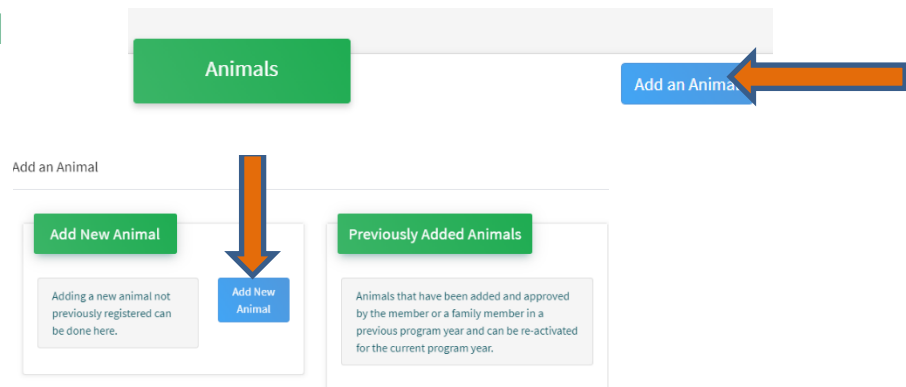 Animals
Add an Animal
Add an Animal
Add New Animal
Previously Added Animals
Adding a new animal not
previously registered can
be done here.
Add New
Animal
Animals that have been added and approved
by the member or a family member in a
previous program year and can be re-activated
for the current program year.